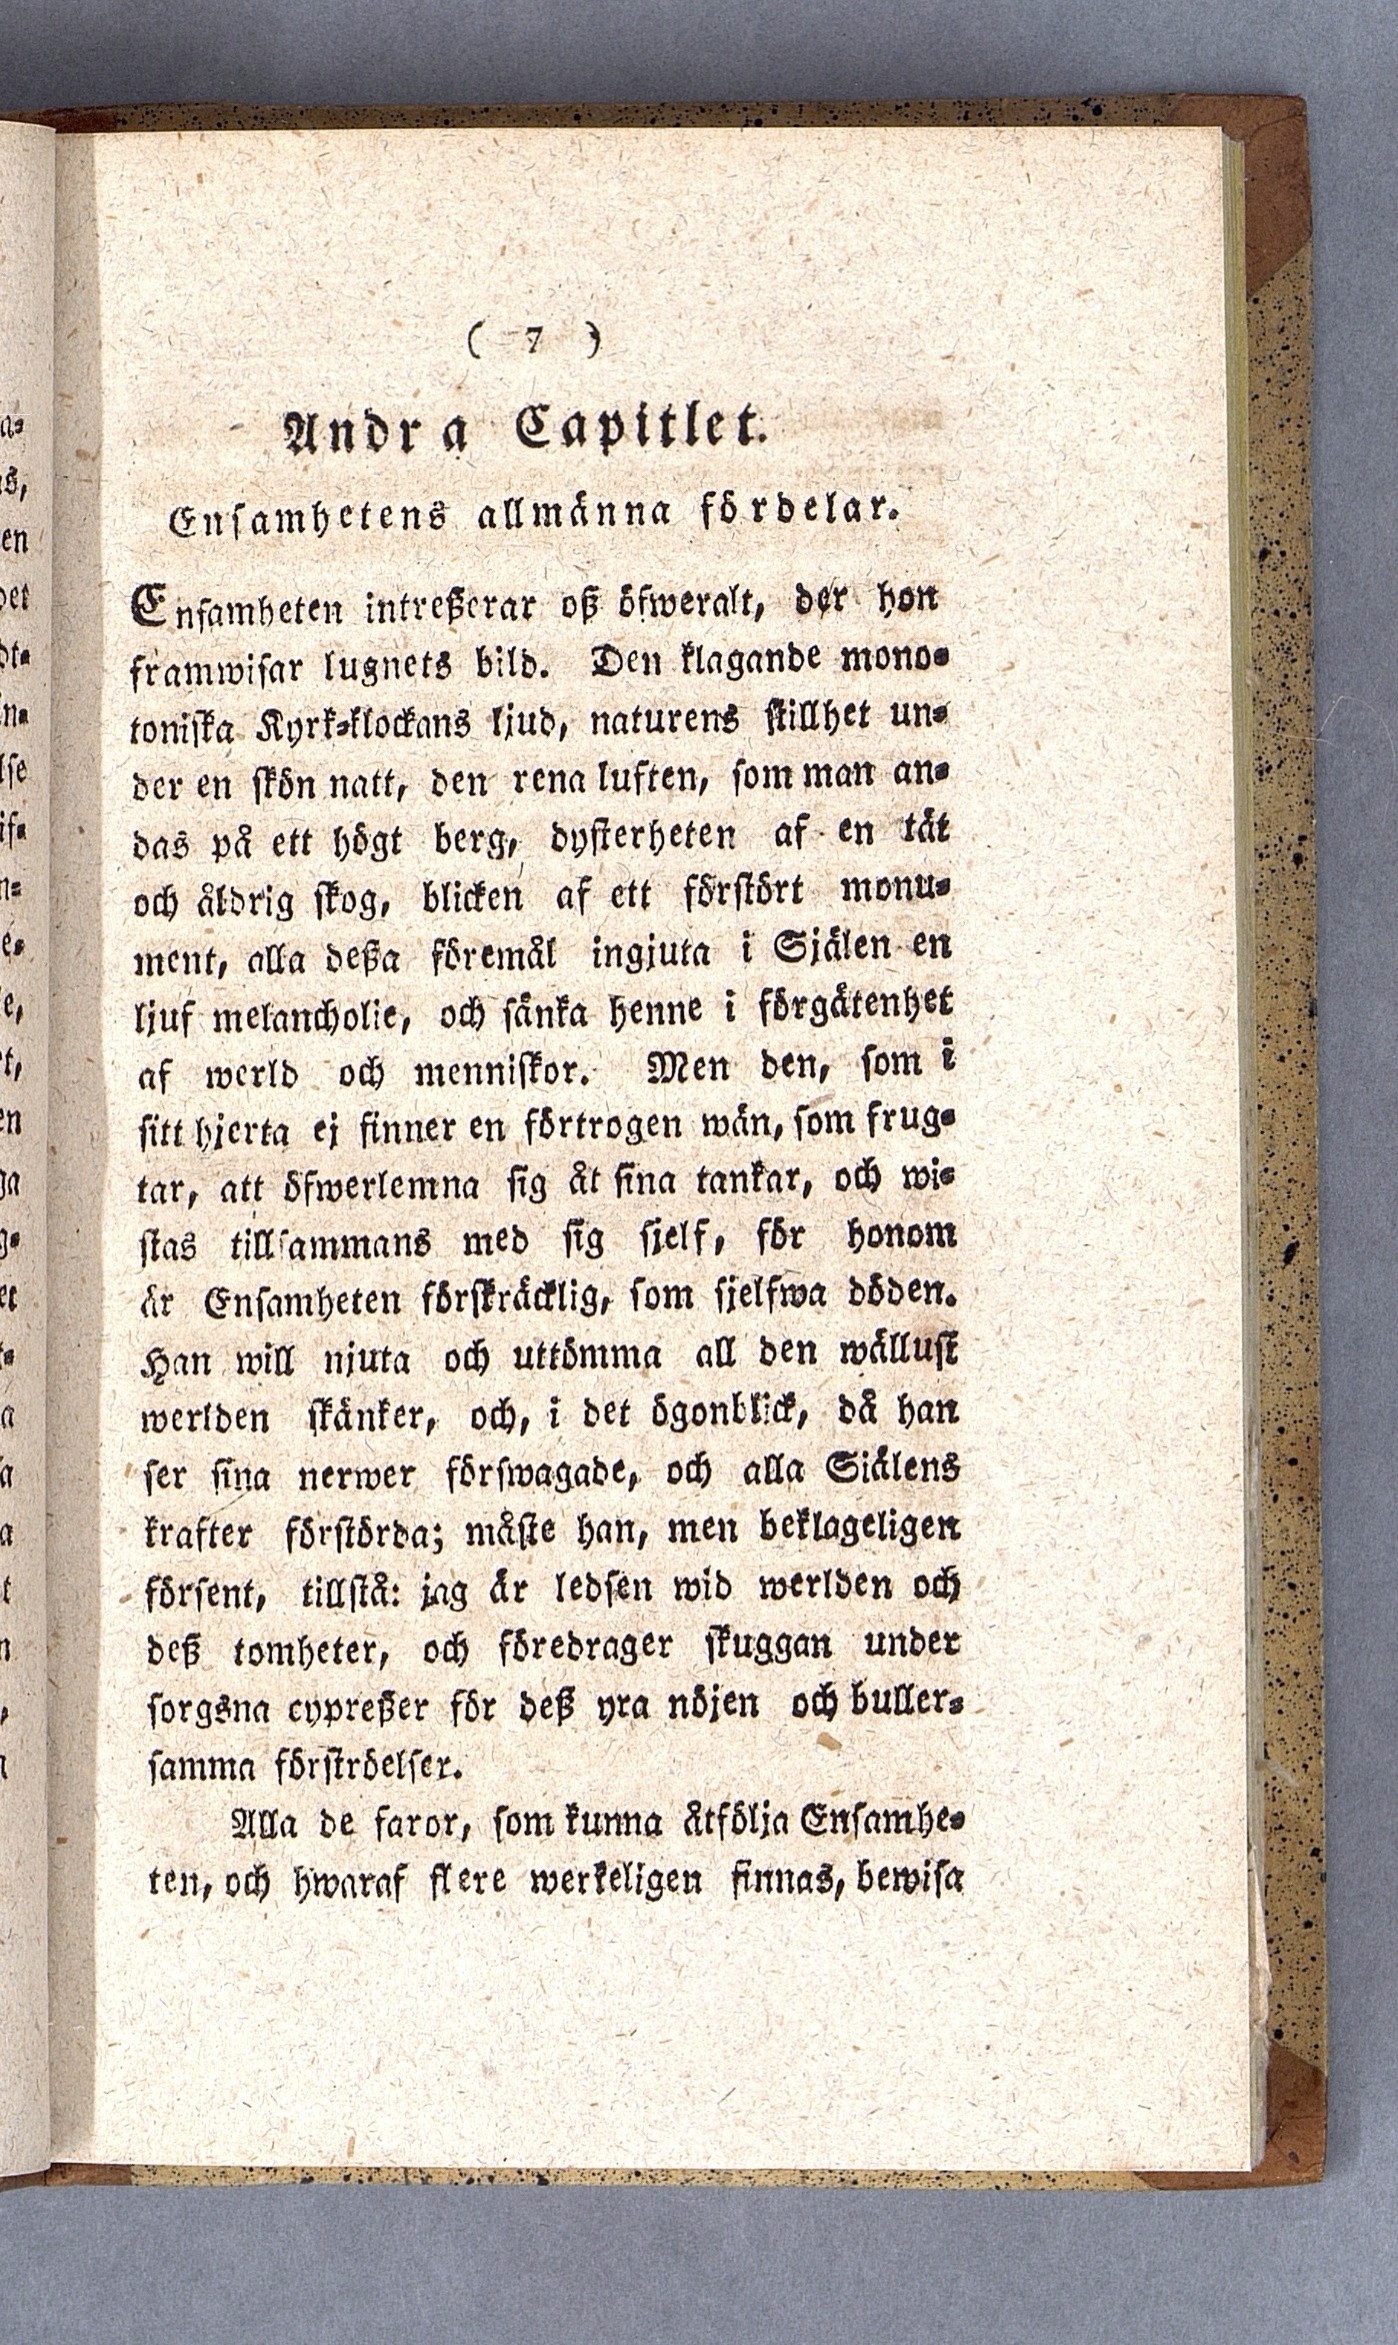 ( 7 )
Andra Capitlet.
Ensamhetens allmänna fördelar.
Ensamheten intreßerar oß öfweralt, der hon
framwisar lugnets bild. Den klagande mono-
toniska Kyrk-klockans ljud, naturens stillhet un-
der en skön natt, den rena luften, som man an-
das på ett högt berg, dysterheten af en tät
och åldrig skog, blicken af ett förstört monu-
ment, alla deßa föremål ingjuta i Själen en
ljuf melancholie, och sänka henne i förgätenhet
af werld och menniskor. Men den, som i
sitt hjerta ej finner en förtrogen wän, som frug-
tar, att öfwerlemna sig åt sina tankar, och wi-
stas tillsammans med sig sjelf, för honom
är Ensamheten förskräcklig, som sjelfwa döden.
Han will njuta och uttömma all den wällust
werlden skänker, och, i det ögonblick, då han
ser sina nerwer förswagade, och alla Siälens
krafter förstörda; måste han, men beklageligen
försent, tillstå: jag är ledsen wid werlden och
deß tomheter, och föredrager skuggan under
sorgsna cypreßer för deß yra nöjen och buller-
samma förströelser.
Alla de faror, som kunna åtfölja Ensamhe-
ten, och hwaraf flere werkeligen finnas, bewisa